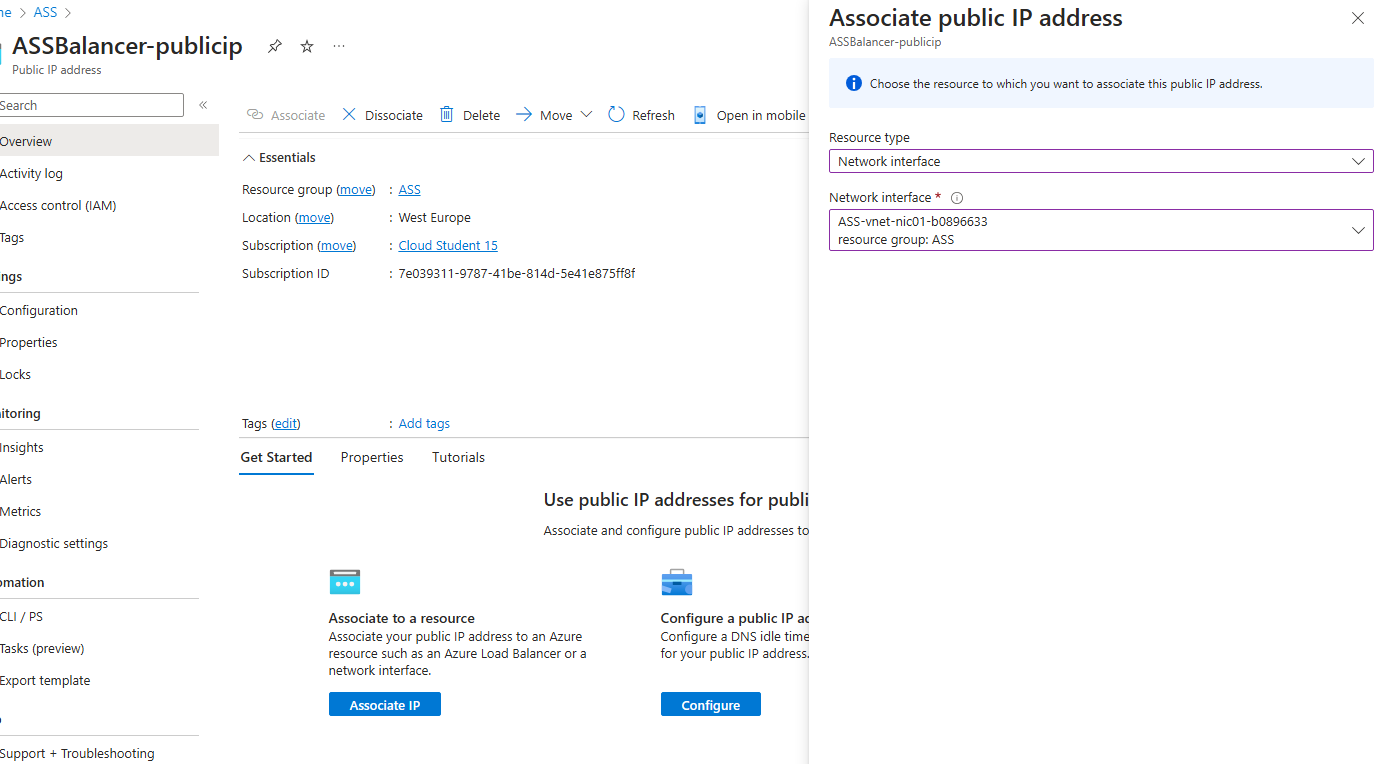 ne > ASS >
ASSBalancer-publicip
Public IP address
Search
Overview
Activity log
Access control (IAM)
Tags
ngs
Configuration
Properties
Locks
nitoring
Insights
Alerts
Metrics
Diagnostic settings
omation
CLI / PS
Tasks (preview)
Export template
Support + Troubleshooting
Associate
Dissociate
Delete
Move
Refresh
Open in mobile
Essentials
Resource group (move) : ASS
Location (move) : West Europe
Subscription (move) : Cloud Student 15
Subscription ID : 7e039311-9787-41be-814d-5e41e875ff8f
Tags (edit) : Add tags
Get Started
Properties
Tutorials
Use public IP addresses for publi
Associate and configure public IP addresses to
Associate to a resource
Associate your public IP address to an Azure
resource such as an Azure Load Balancer or a
network interface.
Associate IP
Configure a public IP ad
Configure a DNS idle time
for your public IP address.
Configure
Associate public IP address
ASSBalancer-publicip
Choose the resource to which you want to associate this public IP address.
Resource type
Network interface
Network interface *
ASS-vnet-nic01-b0896633
resource group: ASS